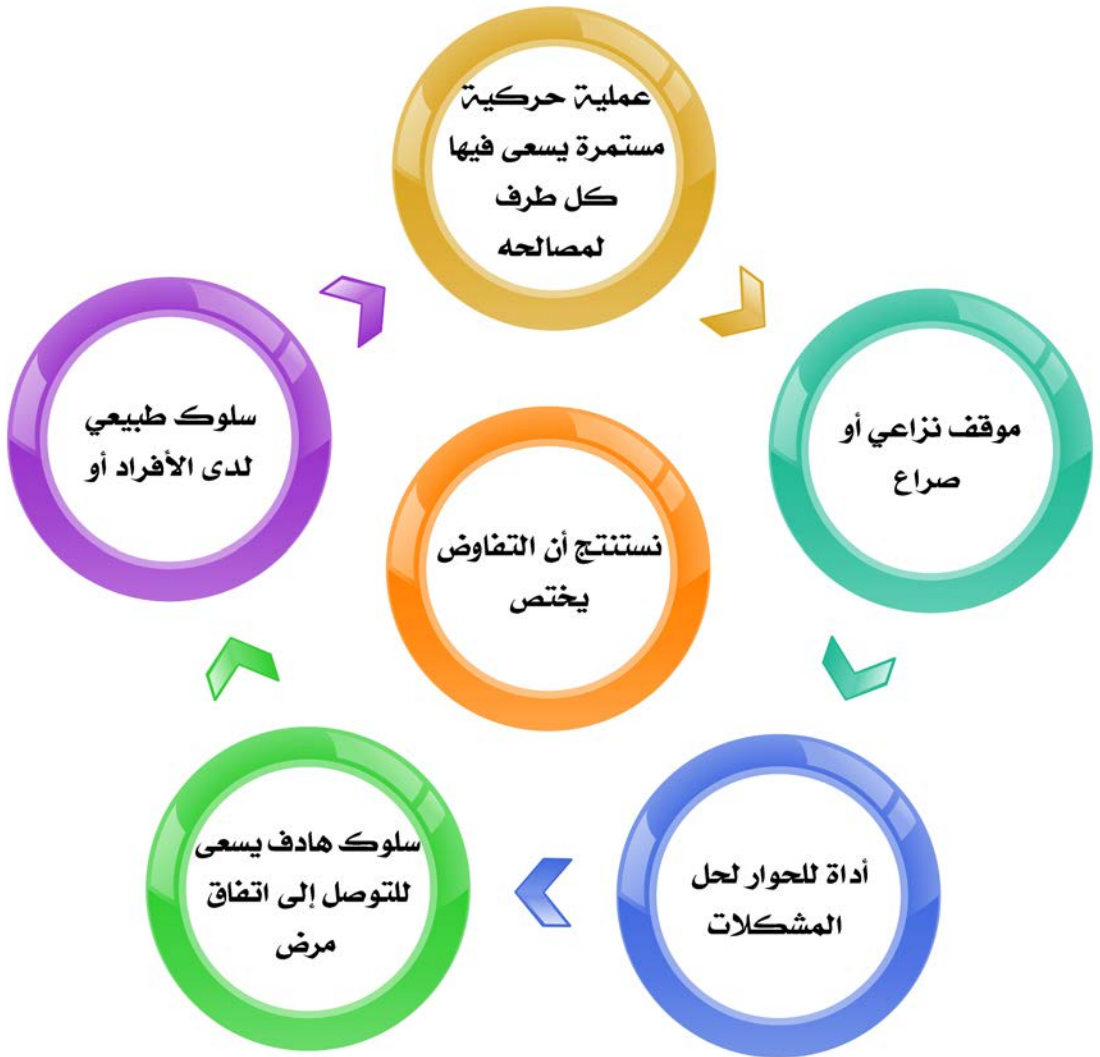 عملية حركية
مستمرة يسعى فيها
كل طرف
لمصالحه
موقف نزاعي أو
صراع
أداة للحوار لحل
المشكلات
سلوك هادف يسعى
للتوصل إلى اتفاق
مرض
سلوك طبيعي
لدى الأفراد أو
نستنتج أن التفاوض
يختص